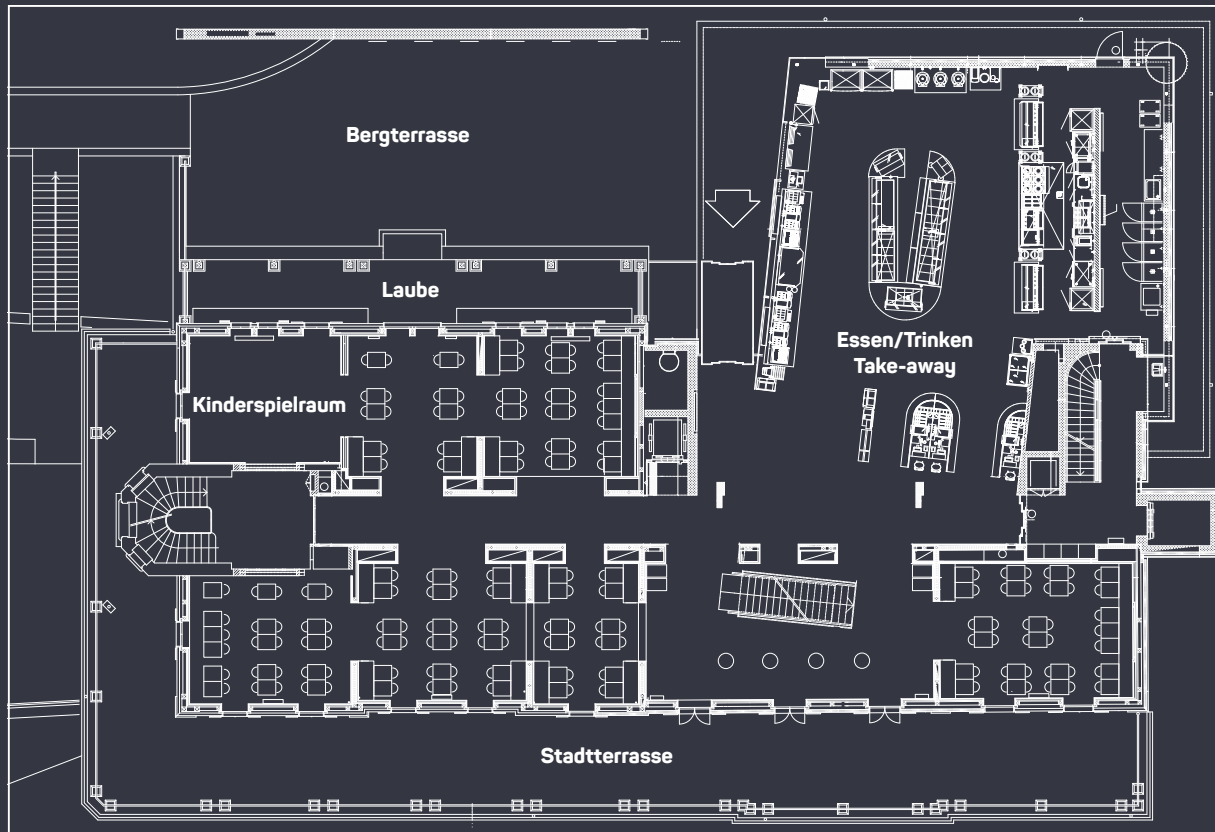 Bergterrasse
Laube
Essen/Trinken
Take-away
Kinderspielraum
Stadtterrasse